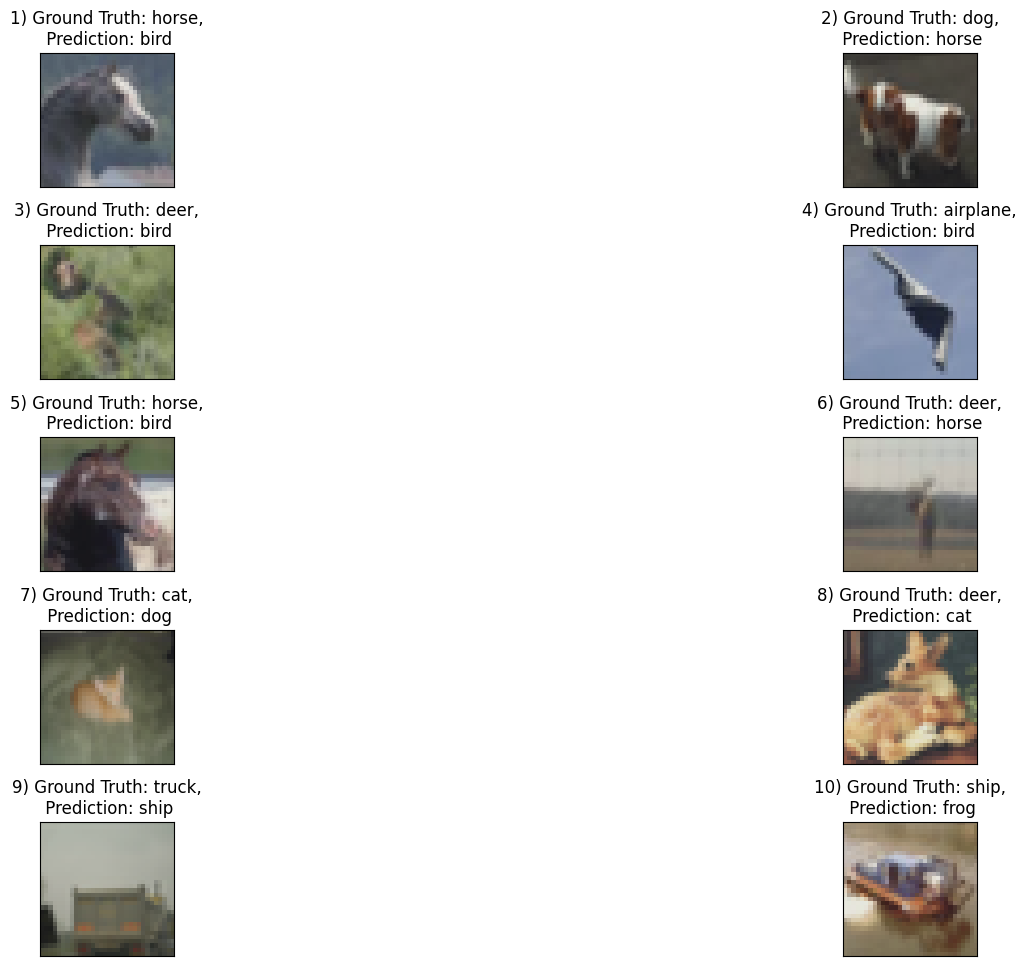 1) Ground Truth: horse,
Prediction: bird
2) Ground Truth: dog,
Prediction: horse
3) Ground Truth: deer,
Prediction: bird
4) Ground Truth: airplane,
Prediction: bird
5) Ground Truth: horse,
Prediction: bird
6) Ground Truth: deer,
Prediction: horse
7) Ground Truth: cat,
Prediction: dog
8) Ground Truth: deer,
Prediction: cat
9) Ground Truth: truck,
Prediction: ship
10) Ground Truth: ship,
Prediction: frog